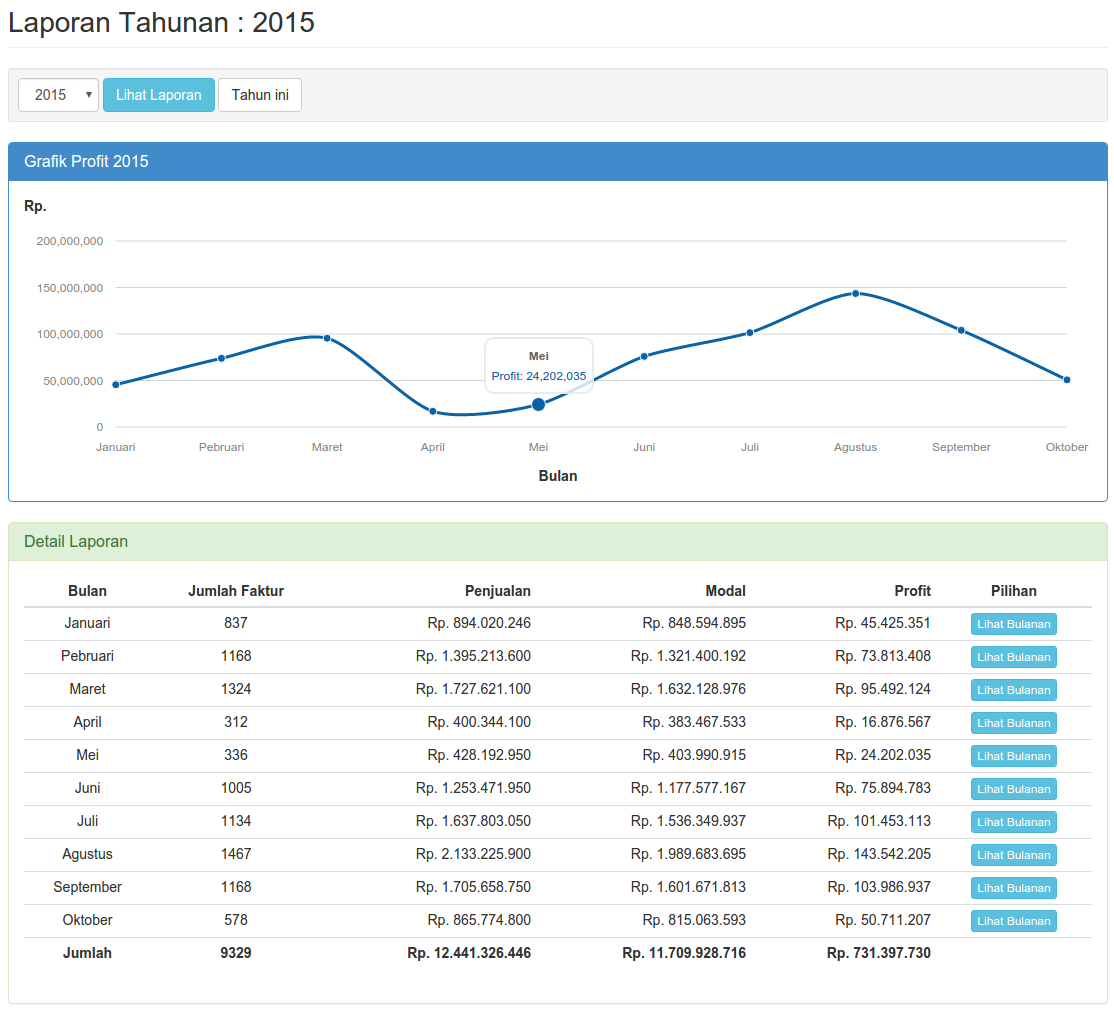 Laporan Tahunan : 2015
2015 Lihat Laporan Tahun ini
Grafik Profit 2015
Rp.
200,000,000
150,000,000
100,000,000
50,000,000
0
Mei
Profit: 24,202,035
Januari Pebruari Maret April Mei Juni Juli Agustus September Oktober
Bulan
Detail Laporan
Bulan Jumlah Faktur Penjualan Modal Profit Pilihan
Januari 837 Rp. 894.020.246 Rp. 848.594.895 Rp. 45.425.351 Lihat Bulanan
Pebruari 1168 Rp. 1.395.213.600 Rp. 1.321.400.192 Rp. 73.813.408 Lihat Bulanan
Maret 1324 Rp. 1.727.621.100 Rp. 1.632.128.976 Rp. 95.492.124 Lihat Bulanan
April 312 Rp. 400.344.100 Rp. 383.467.533 Rp. 16.876.567 Lihat Bulanan
Mei 336 Rp. 428.192.950 Rp. 403.990.915 Rp. 24.202.035 Lihat Bulanan
Juni 1005 Rp. 1.253.471.950 Rp. 1.177.577.167 Rp. 75.894.783 Lihat Bulanan
Juli 1134 Rp. 1.637.803.050 Rp. 1.536.349.937 Rp. 101.453.113 Lihat Bulanan
Agustus 1467 Rp. 2.133.225.900 Rp. 1.989.683.695 Rp. 143.542.205 Lihat Bulanan
September 1168 Rp. 1.705.658.750 Rp. 1.601.671.813 Rp. 103.986.937 Lihat Bulanan
Oktober 578 Rp. 865.774.800 Rp. 815.063.593 Rp. 50.711.207 Lihat Bulanan
Jumlah 9329 Rp. 12.441.326.446 Rp. 11.709.928.716 Rp. 731.397.730